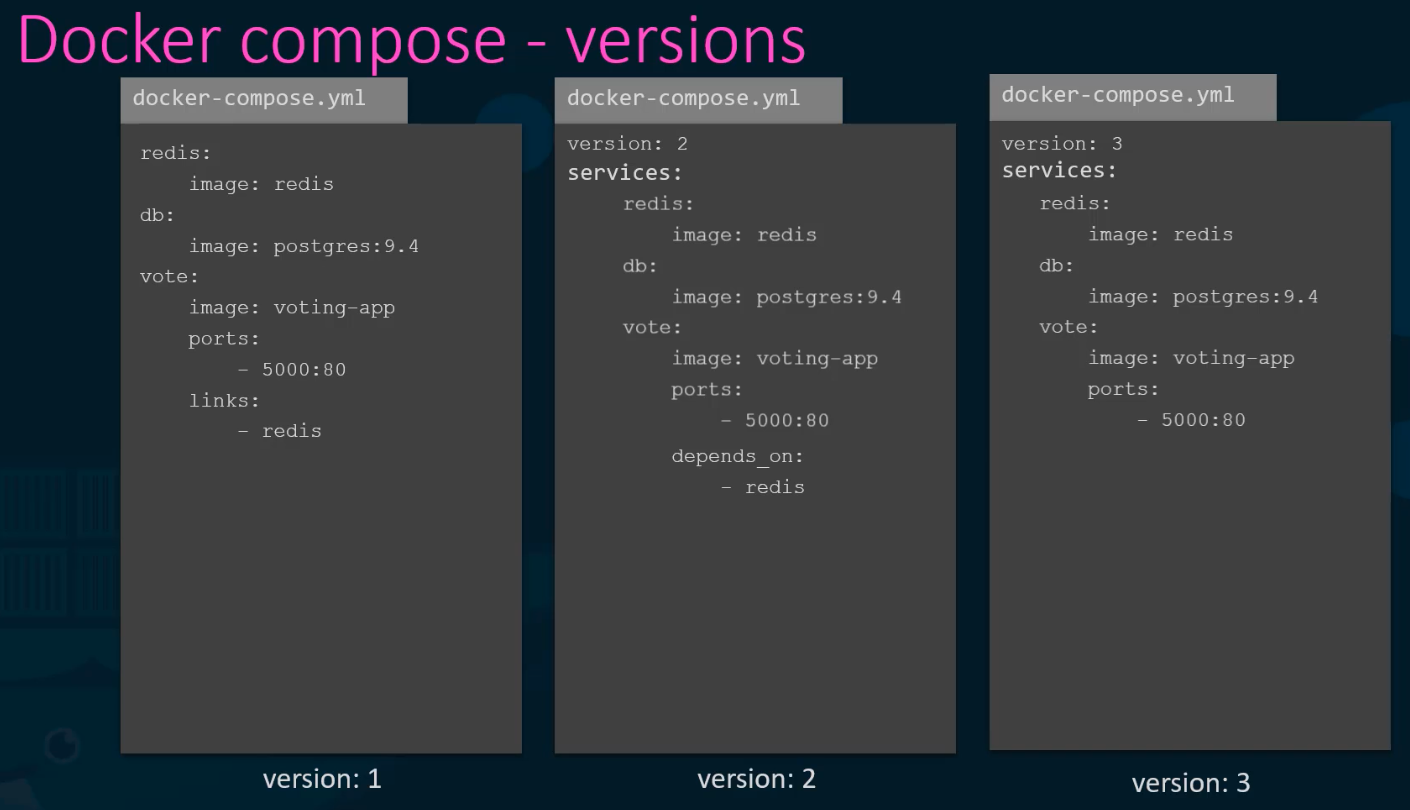 Docker compose - versions
docker-compose.yml
redis:
image: redis
db:
image: postgres:9.4
vote:
image: voting-app
ports:
- 5000:80
links:
- redis
version: 1
docker-compose.yml
version: 2
services:
redis:
image: redis
db:
image: postgres:9.4
vote:
image: voting-app
ports:
- 5000:80
depends_on:
- redis
version: 2
docker-compose.yml
version: 3
services:
redis:
image: redis
db:
image: postgres:9.4
vote:
image: voting-app
ports:
- 5000:80
version: 3